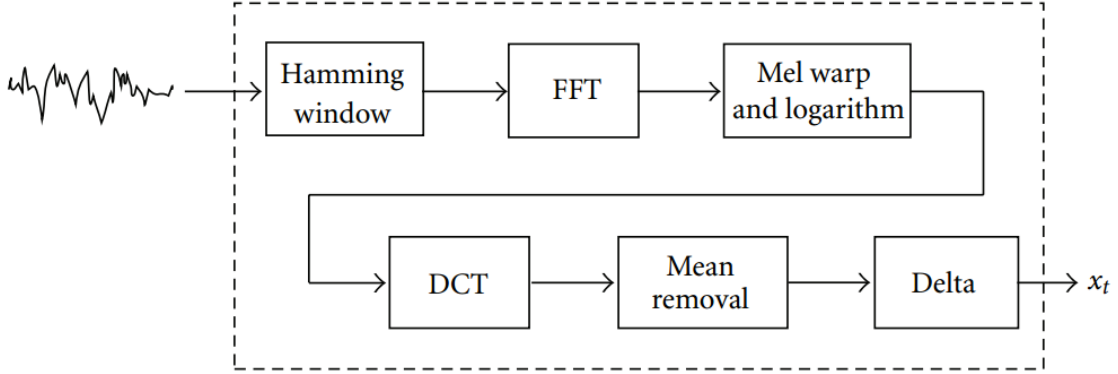 Hamming
window
FFT
Mel warp
and logarithm
DCT
Mean
removal
Delta
x_t